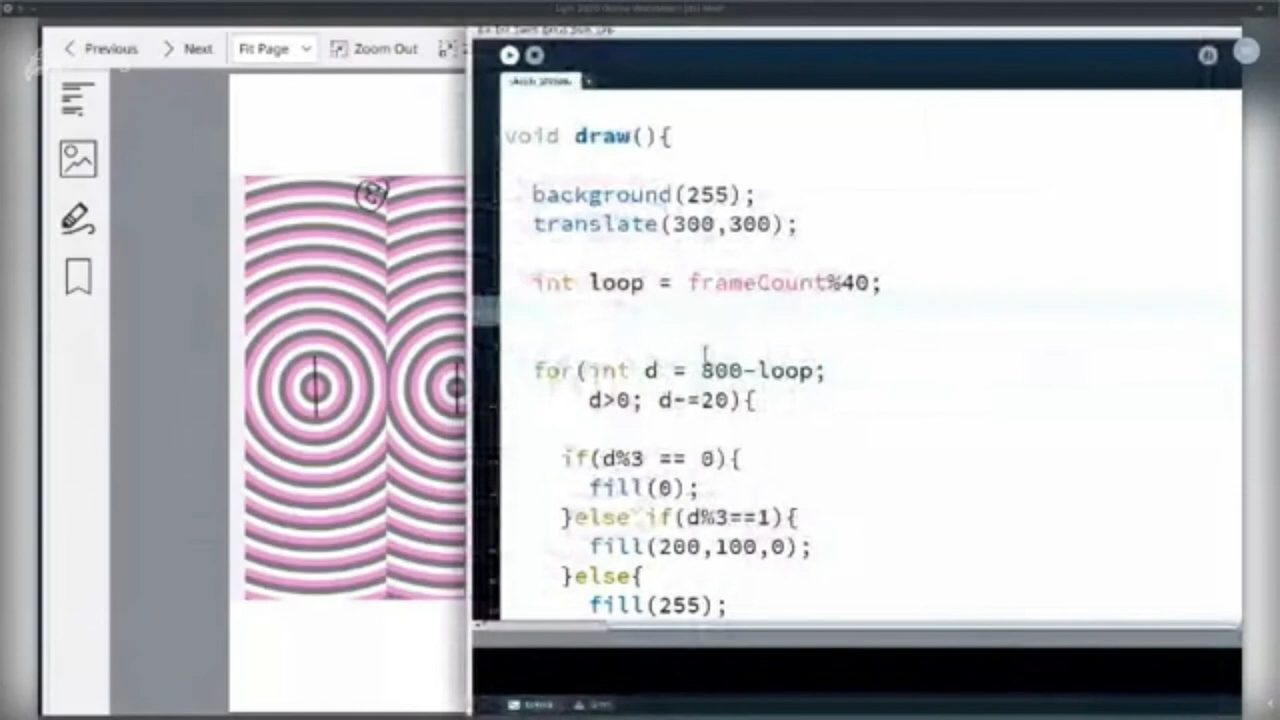 Previous
Next
Fit Page
Zoom Out
3
void draw(){
background(255);
translate(300,300);
int loop = frameCount%40;
for(int d = 800-loop;
d>0; d-=20){
if(d%3 == 0){
fill(0);
}else if(d%3==1){
fill(200,100,0);
}else{
fill(255);